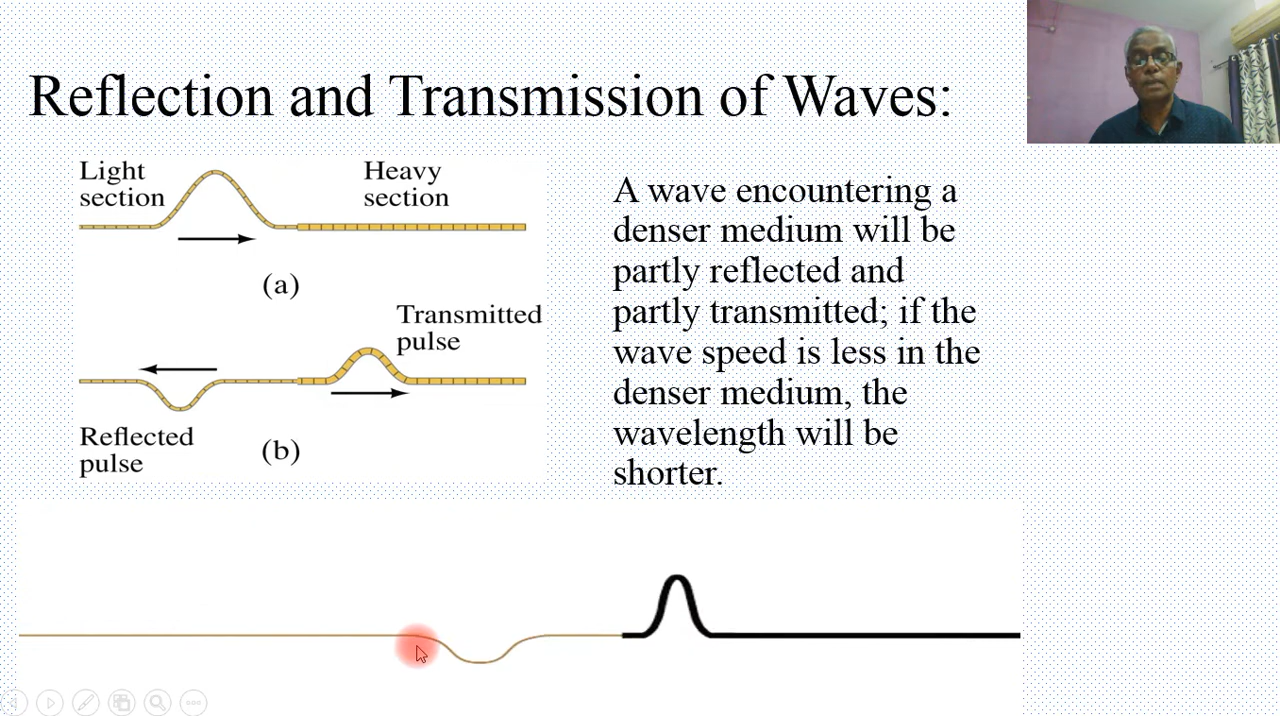 Reflection and Transmission of Waves:
Light
section
Heavy
section
(a)
Transmitted
pulse
Reflected
pulse
(b)
A wave encountering a
denser medium will be
partly reflected and
partly transmitted; if the
wave speed is less in the
denser medium, the
wavelength will be
shorter.